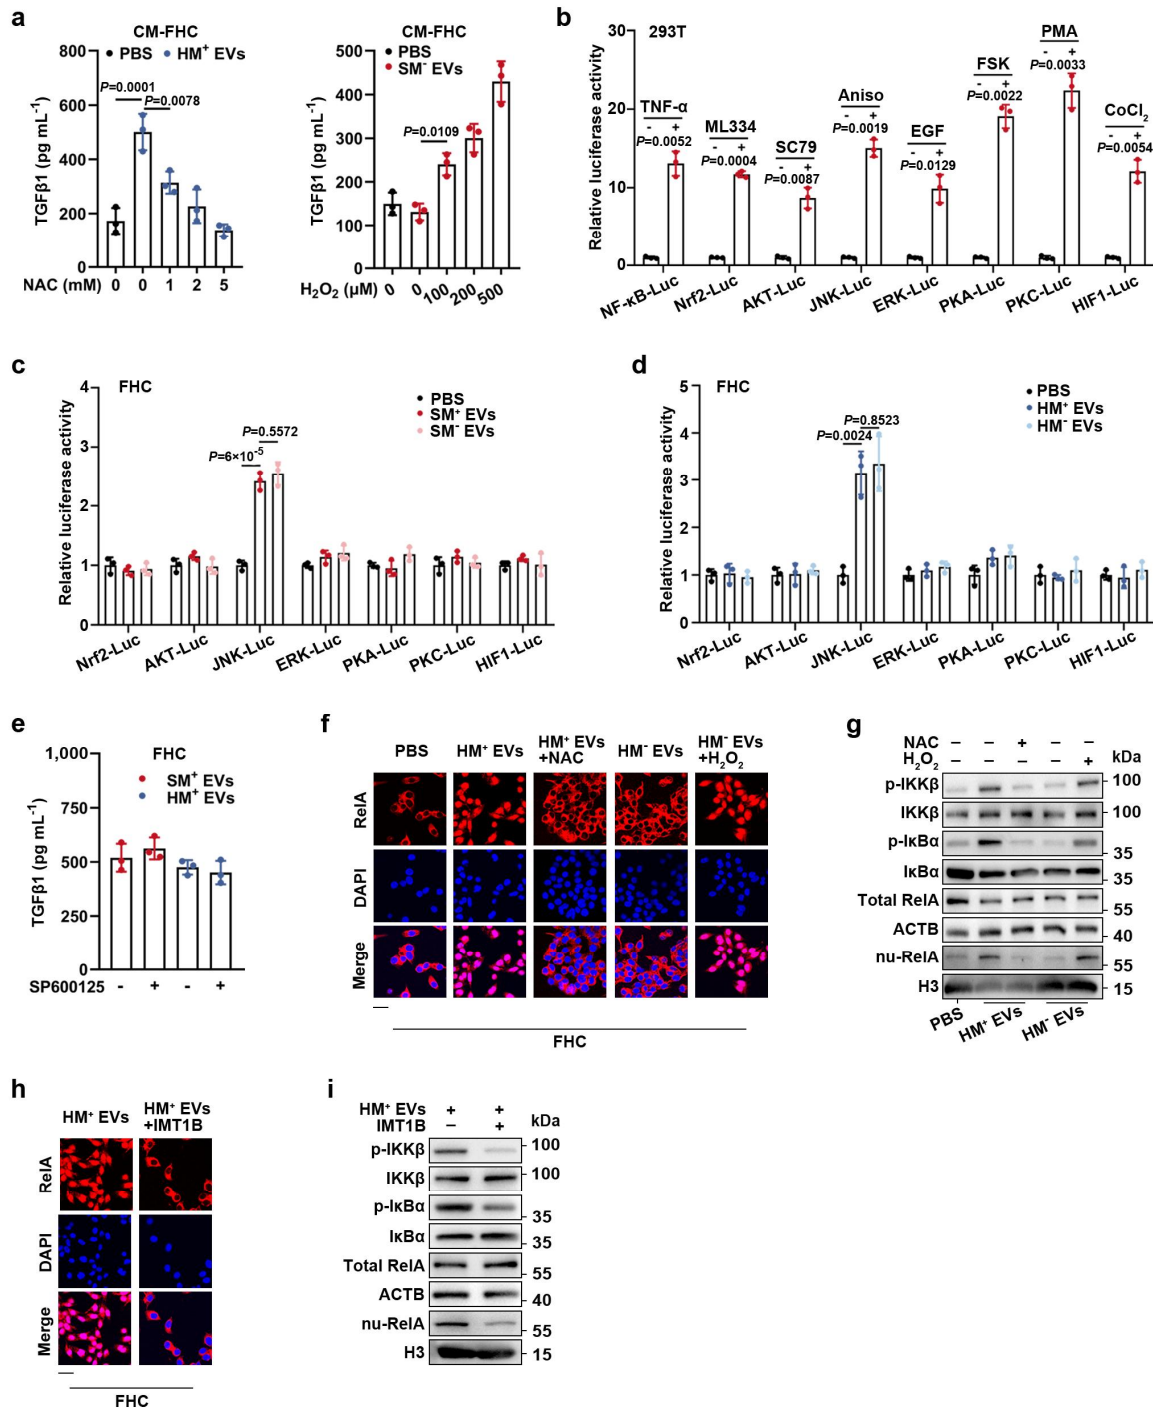 a
CM-FHC
PBS HM+ EVs
TGFβ1 (pg mL-1)
800
600
400
200
0
P=0.0001
P=0.0078
NAC (mM) 0 0 1 2 5
CM-FHC
PBS
SM- EVs
TGFβ1 (pg mL-1)
500
400
300
200
100
0
P=0.0109
H2O2 (μM) 0 0 100 200 500
b
293T
Relative luciferase activity
30
20
10
0
TNF-α
- +
P=0.0052
ML334
- +
P=0.0004
SC79
- +
P=0.0087
Aniso
- +
P=0.0019
EGF
- +
P=0.0129
FSK
- +
P=0.0022
PMA
- +
P=0.0033
CoCl2
- +
P=0.0054
NF-κB-Luc Nrf2-Luc AKT-Luc JNK-Luc ERK-Luc PKA-Luc PKC-Luc HIF1-Luc
c
FHC
PBS
SM+ EVs
SM- EVs
Relative luciferase activity
4
3
2
1
0
P=0.5572
P=6×10-5
Nrf2-Luc AKT-Luc JNK-Luc ERK-Luc PKA-Luc PKC-Luc HIF1-Luc
d
FHC
PBS
HM+ EVs
HM- EVs
Relative luciferase activity
5
4
3
2
1
0
P=0.8523
P=0.0024
Nrf2-Luc AKT-Luc JNK-Luc ERK-Luc PKA-Luc PKC-Luc HIF1-Luc
e
FHC
SM+ EVs
HM+ EVs
TGFβ1 (pg mL-1)
1,000
750
500
250
0
SP600125 - + - +
f
PBS HM+ EVs HM+ EVs +NAC HM- EVs HM- EVs +H2O2
RelA
DAPI
Merge
FHC
g
NAC – – + – –
H2O2 – – – – + kDa
p-IKKβ 100
IKKβ 100
p-IκBα 35
IκBα 35
Total RelA 55
ACTB 40
nu-RelA 55
H3 15
PBS HM+ EVs HM- EVs
h
HM+ EVs HM+ EVs +IMT1B
RelA
DAPI
Merge
FHC
i
HM+ EVs + +
IMT1B – + kDa
p-IKKβ 100
IKKβ 100
p-IκBα 35
IκBα 35
Total RelA 55
ACTB 40
nu-RelA 55
H3 15